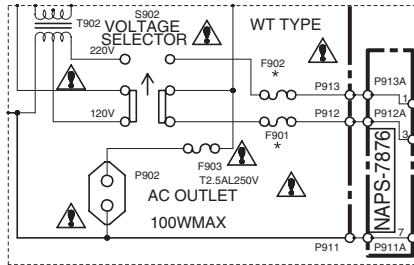 S902
T902
VOLTAGE
SELECTOR
WT TYPE
220V
F902
*
P913
P913A
1
120V
P912
P912A
F901
*
3
F903
T2.5AL250V
P902
AC OUTLET
100WMAX
NAPS-7876
7
P911
P911A